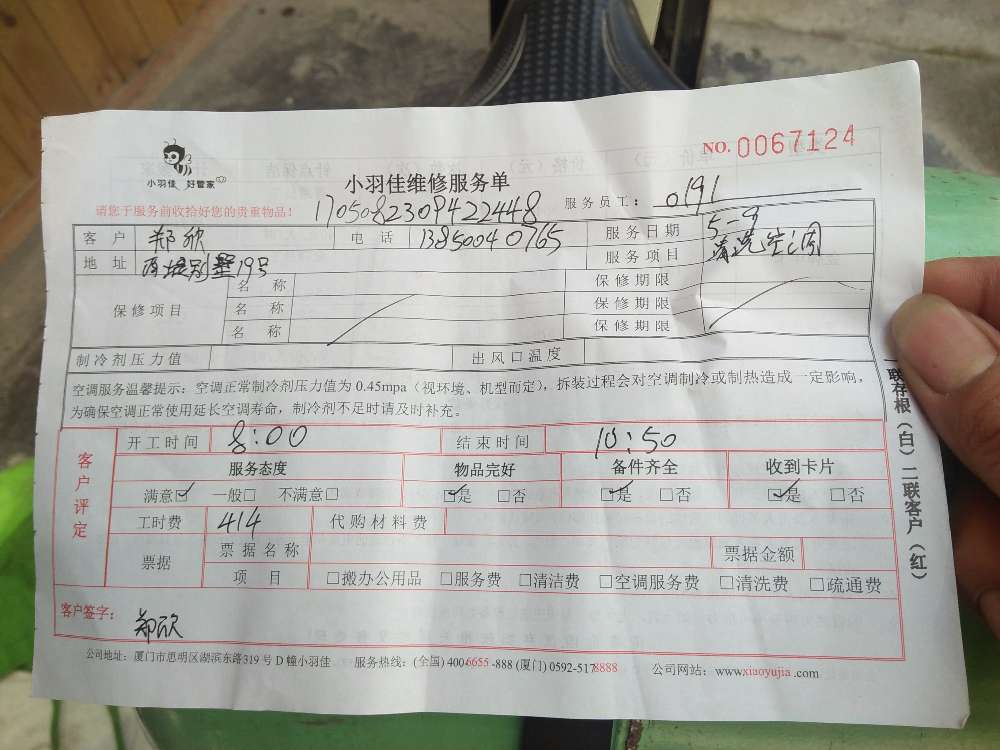 小羽佳 好管家
NO. 0067124
小羽佳维修服务单
请您于服务前收拾好您的贵重物品！
1705082309422448
服务员工： 0191
客户 郑欣 电话 13850040765 服务日期 5-9
地址 别墅19号 服务项目 清洗空调
保修项目 名称 保修期限
名称 保修期限
名称 保修期限
制冷剂压力值 出风口温度
空调服务温馨提示：空调正常制冷剂压力值为 0.45mpa（视环境、机型而定），拆装过程会对空调制冷或制热造成一定影响，
为确保空调正常使用延长空调寿命，制冷剂不足时请及时补充。
客户评定
开工时间 8:00 结束时间 10:50
服务态度 物品完好 备件齐全 收到卡片
满意☑ 一般□ 不满意□ ☑是 □否 ☑是 □否 ☑是 □否
工时费 414 代购材料费
票据 票据名称 票据金额
项目 □搬办公用品 □服务费 □清洁费 □空调服务费 □清洗费 □疏通费
客户签字： 郑欣
公司地址：厦门市思明区湖滨东路319号D幢小羽佳 服务热线：(全国) 400-6655-888 (厦门) 0592-5178888 公司网站：www.xiaoyujia.com
一联存根（白）二联客户（红）